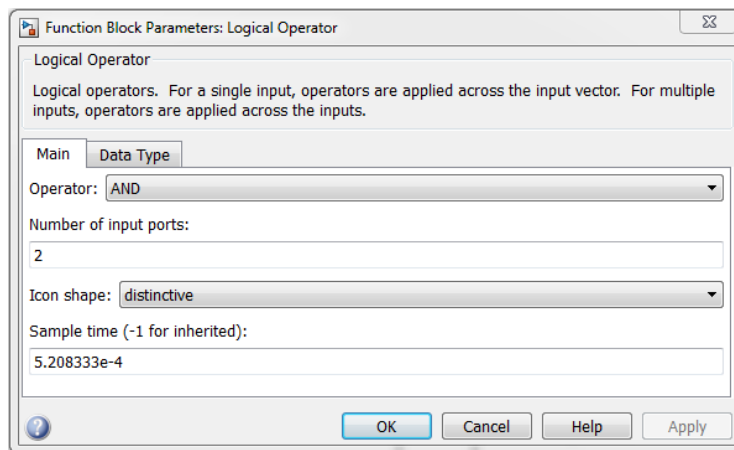 Function Block Parameters: Logical Operator
Logical Operator
Logical operators. For a single input, operators are applied across the input vector. For multiple
inputs, operators are applied across the inputs.
Main Data Type
Operator: AND
Number of input ports:
2
Icon shape: distinctive
Sample time (-1 for inherited):
5.208333e-4
OK Cancel Help Apply